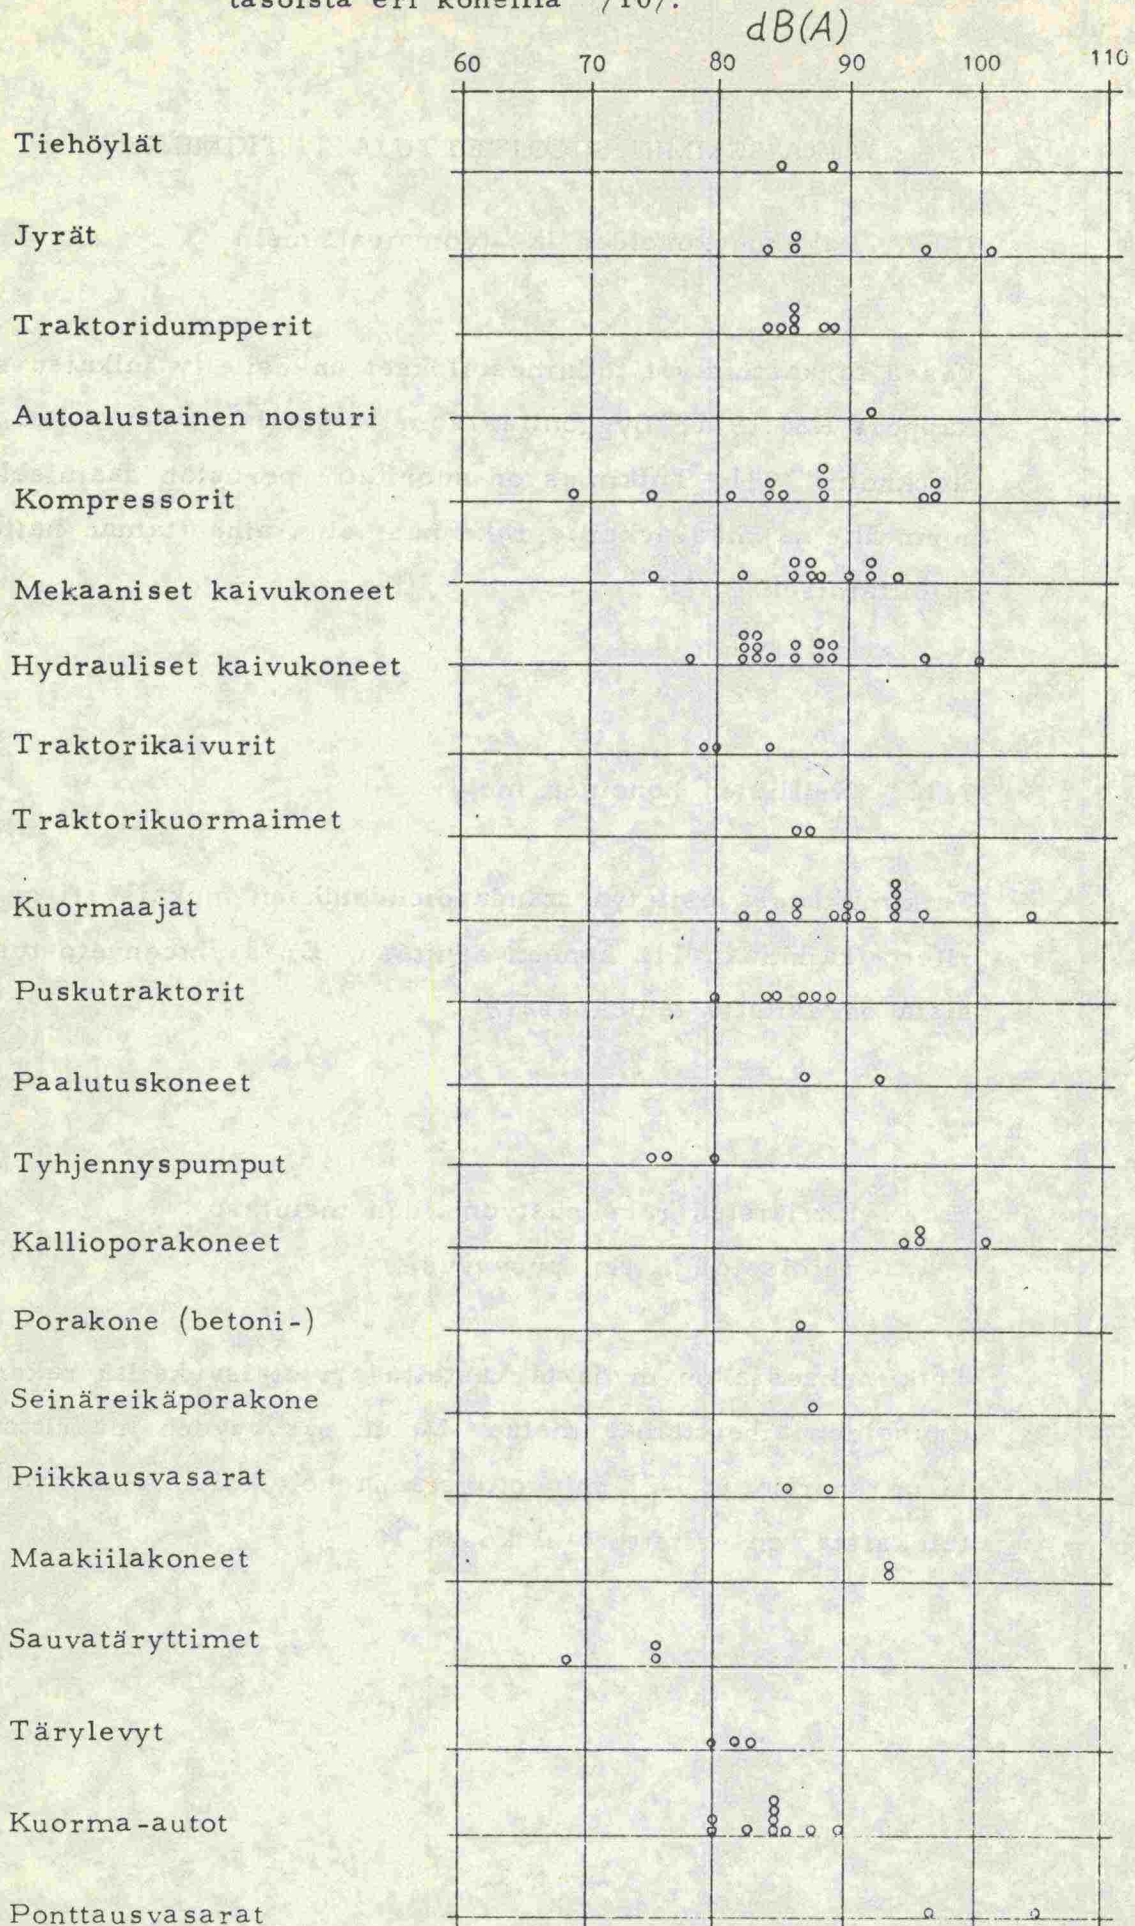 tasoista eri koneilla /10/.
dB(A)
60 70 80 90 100 110
Tiehöylät
Jyrät
Traktoridumpperit
Autoalustainen nosturi
Kompressorit
Mekaaniset kaivukoneet
Hydrauliset kaivukoneet
Traktorikaivurit
Traktorikuormaimet
Kuormaajat
Puskutraktorit
Paalutuskoneet
Tyhjennyspumput
Kallioporakoneet
Porakone (betoni-)
Seinäreikäporakone
Piikkausvasarat
Maakiilakoneet
Sauvatäryttimet
Tärylevyt
Kuorma-autot
Ponttausvasarat